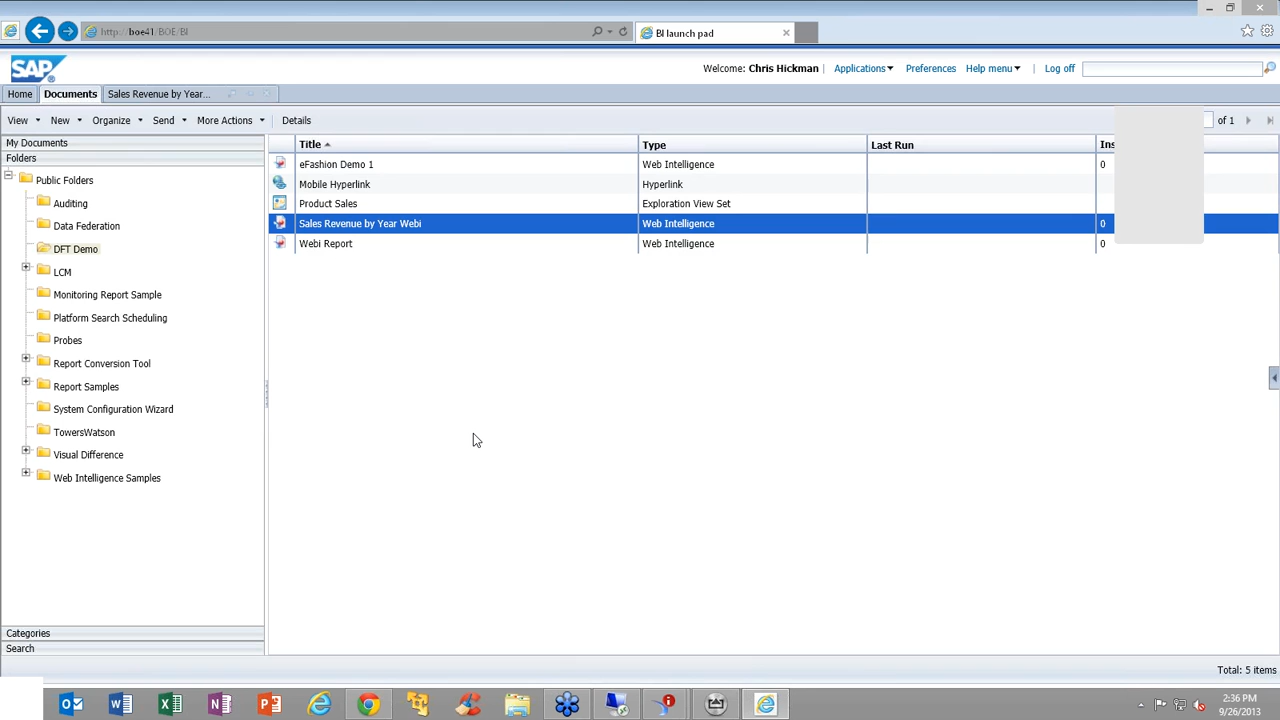 http://boe41/BOE/BI
BI launch pad
SAP
Welcome: Chris Hickman
Applications
Preferences
Help menu
Log off
Home
Documents
Sales Revenue by Year...
View
New
Organize
Send
More Actions
Details
of 1
My Documents
Folders
Public Folders
Auditing
Data Federation
DFT Demo
LCM
Monitoring Report Sample
Platform Search Scheduling
Probes
Report Conversion Tool
Report Samples
System Configuration Wizard
TowersWatson
Visual Difference
Web Intelligence Samples
Categories
Search
Title Type Last Run Ins
eFashion Demo 1 Web Intelligence 0
Mobile Hyperlink Hyperlink
Product Sales Exploration View Set
Sales Revenue by Year Webi Web Intelligence 0
Webi Report Web Intelligence 0
Total: 5 items
2:36 PM
9/26/2013